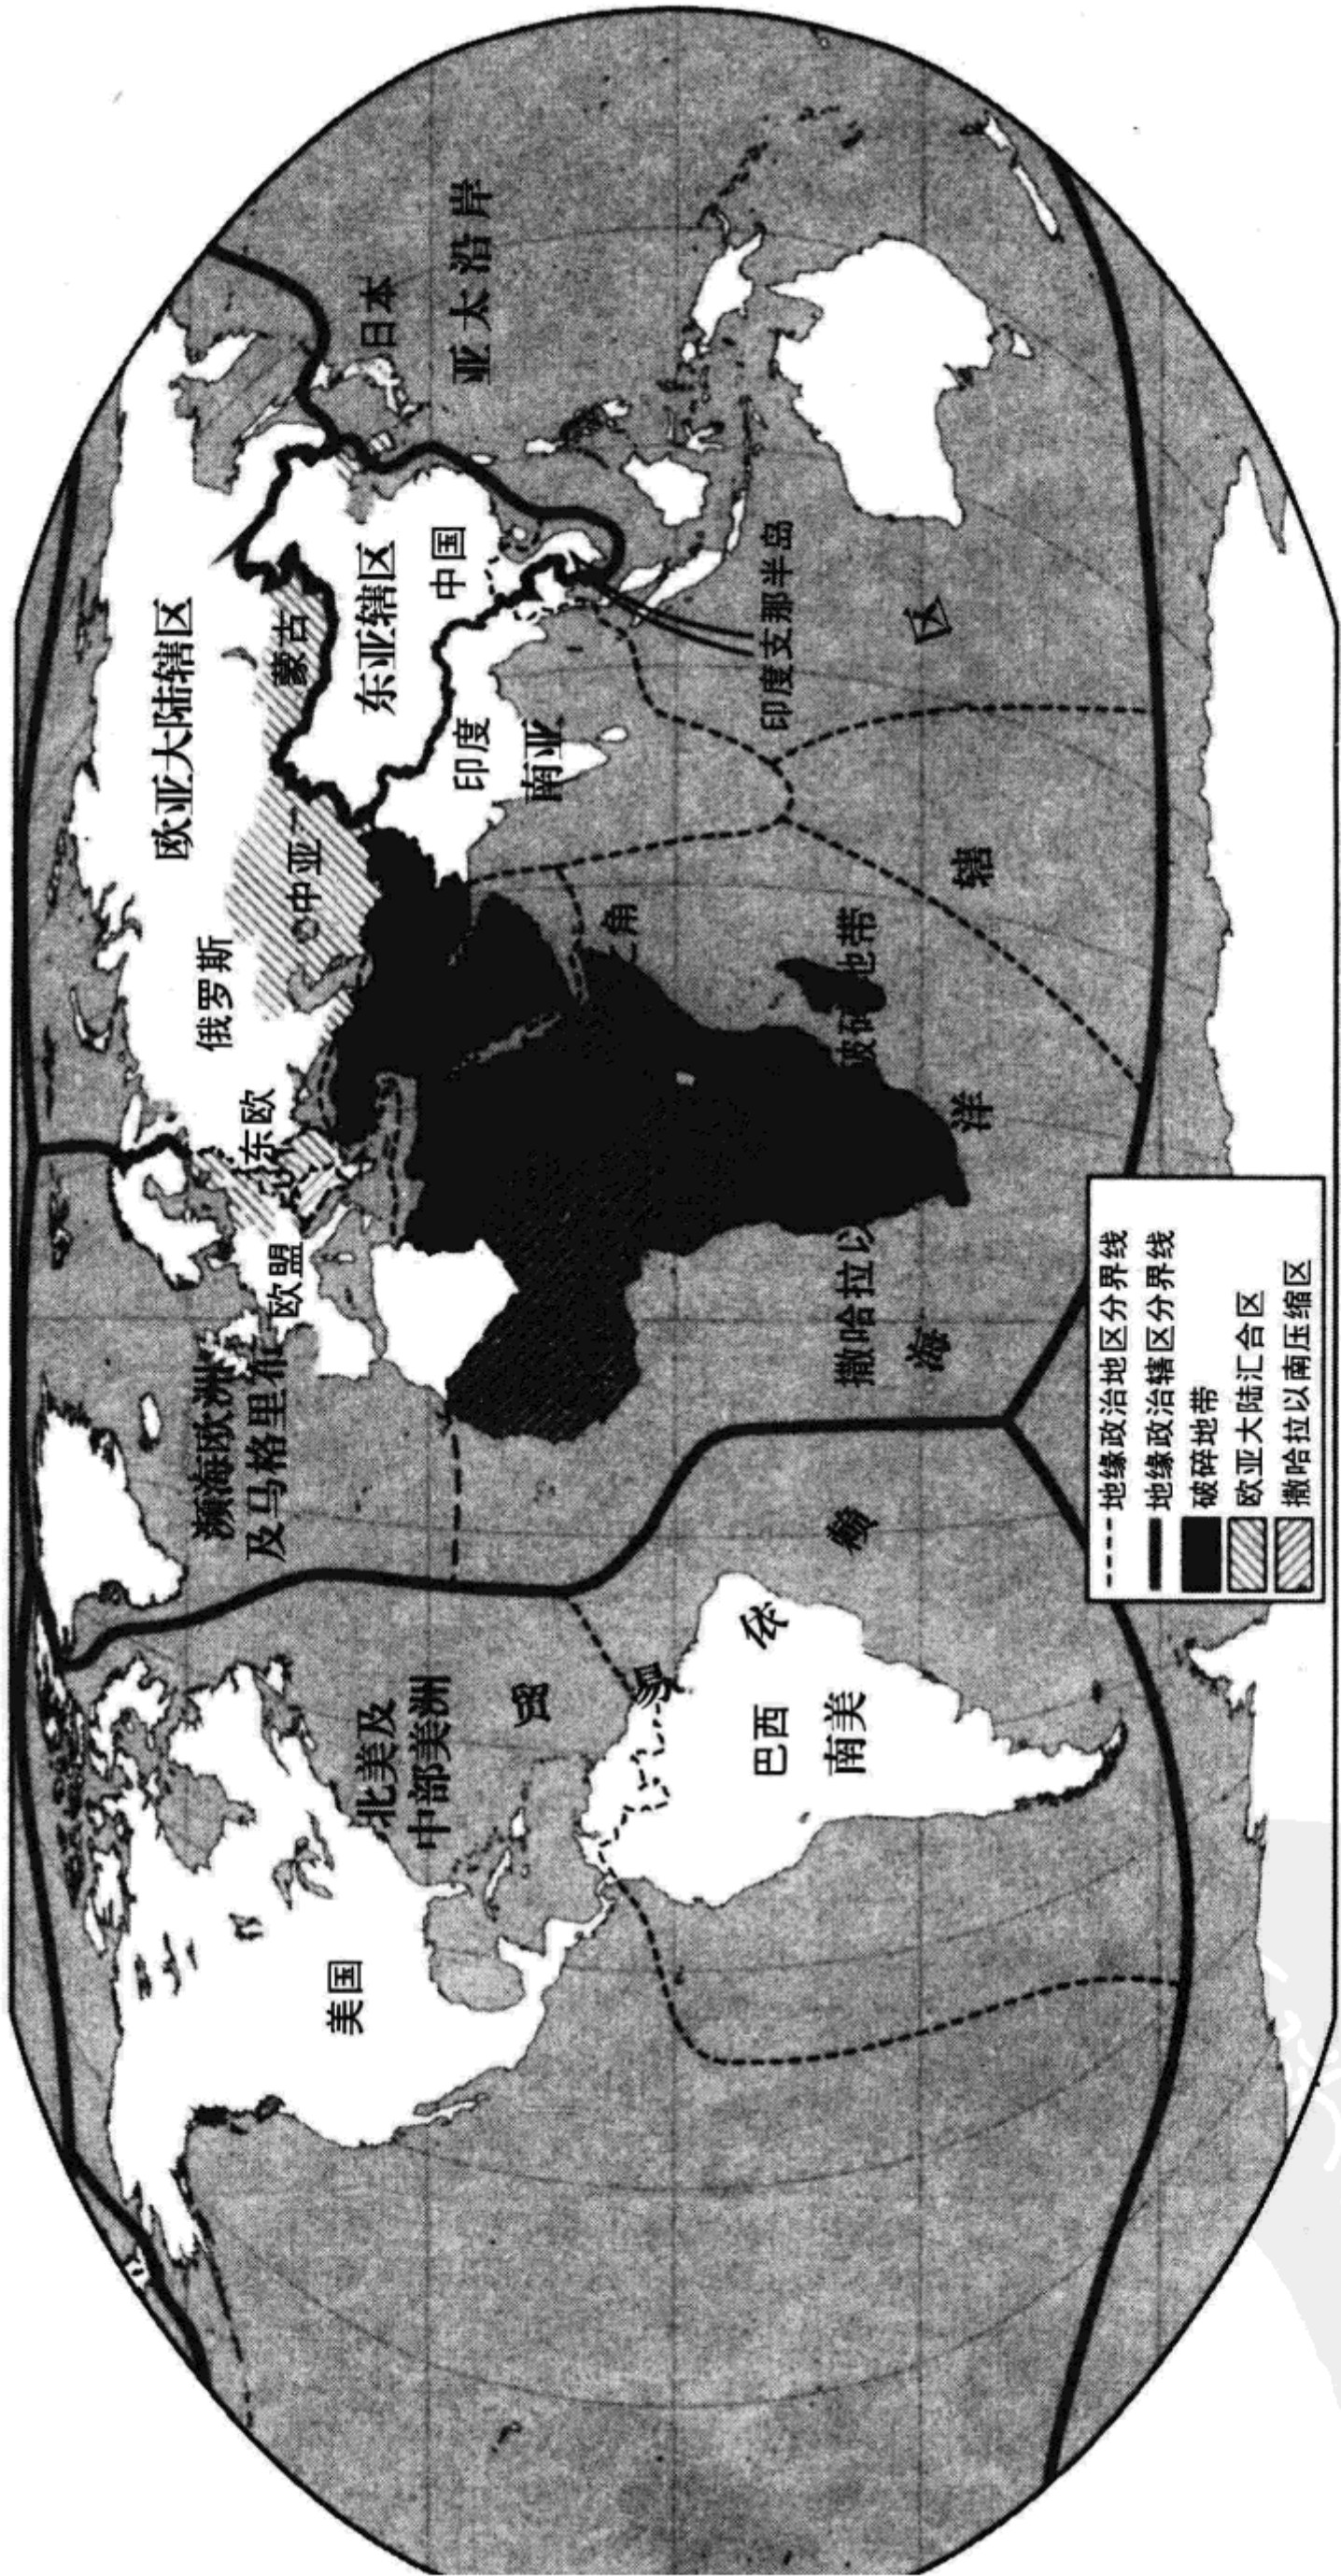 欧亚大陆辖区
俄罗斯
蒙古
中亚
东亚辖区
中国
日本
亚太沿岸
东欧
欧盟
濒海欧洲
及马格里布
印度
南亚
印度支那半岛
之角
破碎地带
撒哈拉以
美国
北美及
中部美洲
巴西
南美
贸易依赖海洋辖区
地缘政治地区分界线
地缘政治辖区分界线
破碎地带
欧亚大陆汇合区
撒哈拉以南压缩区